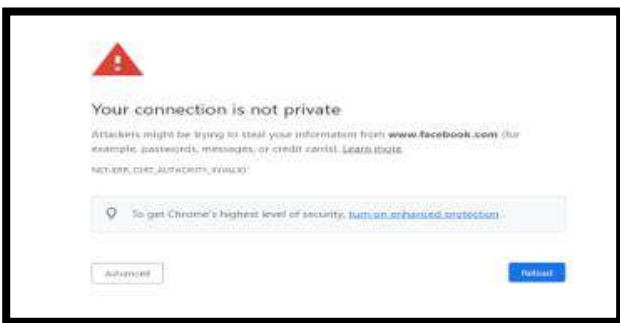 Your connection is not private
Attackers might be trying to steal your information from www.facebook.com (for
example, passwords, messages, or credit cards). Learn more
NET::ERR_CERT_AUTHORITY_INVALID
To get Chrome's highest level of security, turn on enhanced protection
Advanced
Reload